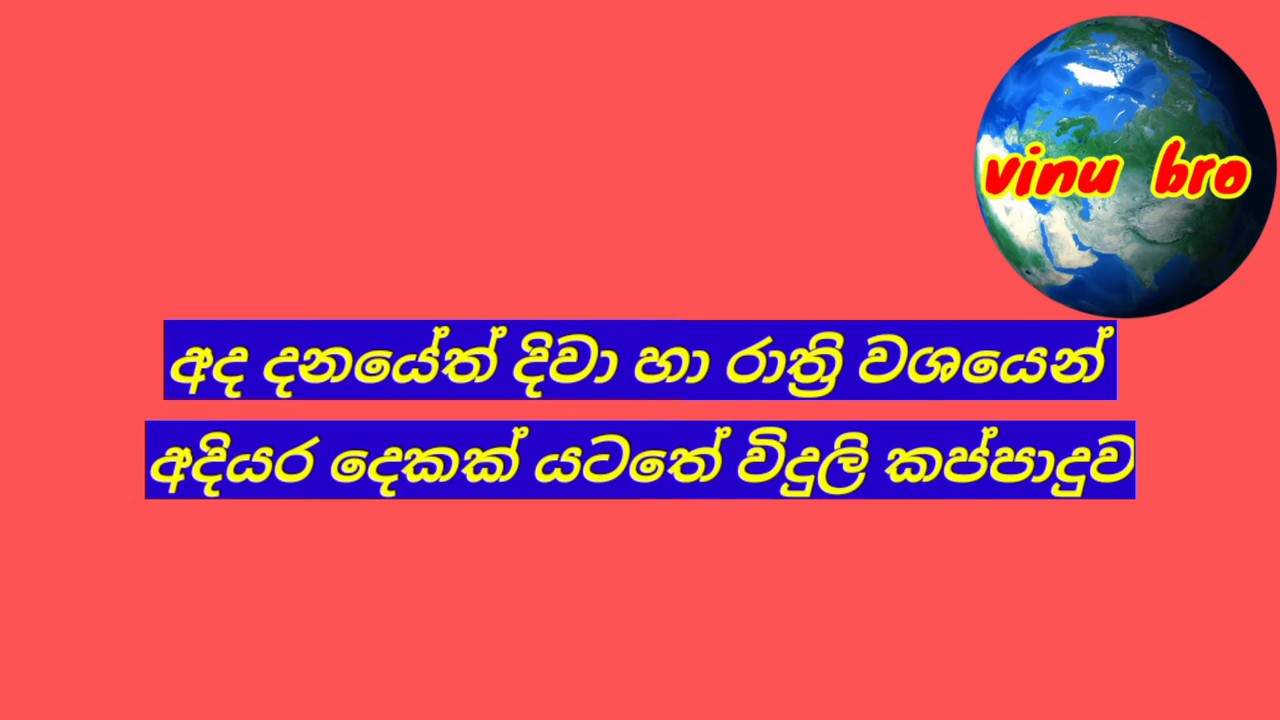 vinu bro
අද දනයේත් දිවා හා රාත්‍රි වශයෙන්
අදියර දෙකක් යටතේ විදුලි කප්පාදුව